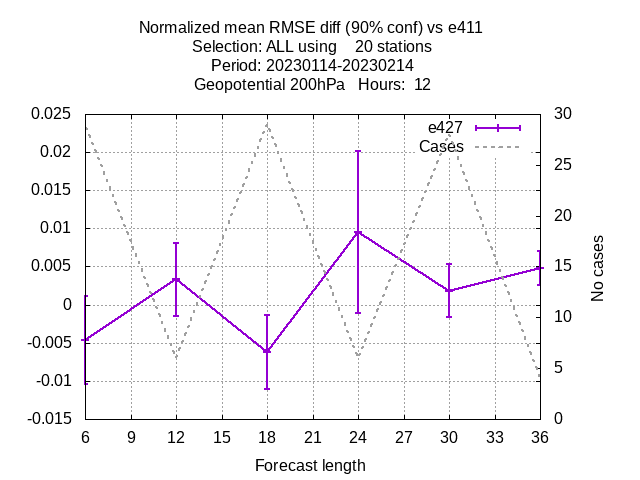 Normalized mean RMSE diff (90% conf) vs e411
Selection: ALL using    20 stations
Period: 20230114-20230214
Geopotential 200hPa   Hours:  12
0.025
0.02
0.015
0.01
0.005
0
-0.005
-0.01
-0.015
30
25
20
15
10
5
0
e427
Cases
No cases
6 9 12 15 18 21 24 27 30 33 36
Forecast length